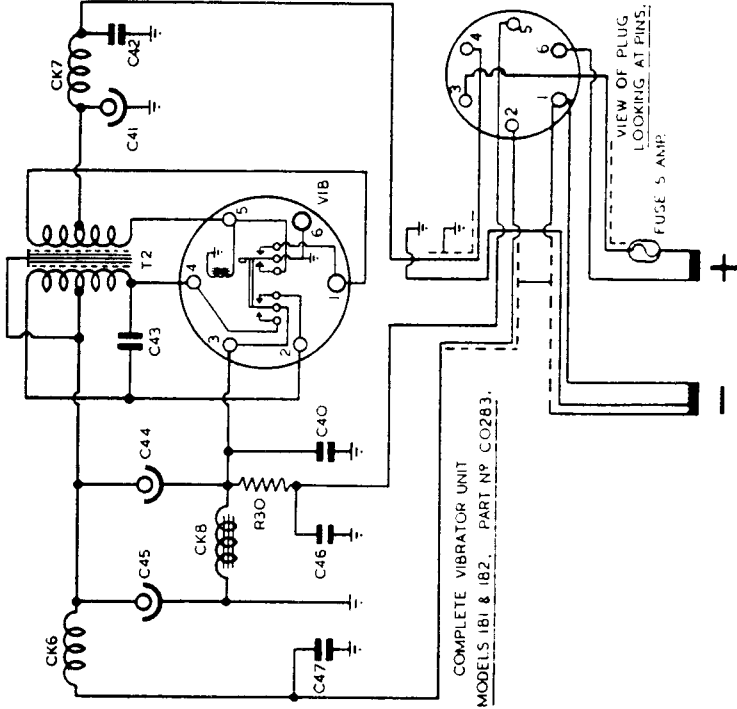 CK7
C42
C41
T2
VIB
1
2
3
4
5
6
C43
C44
C40
R30
CK8
C46
C45
CK6
C47
COMPLETE VIBRATOR UNIT
MODELS 181 & 182. PART Nº CO283.
1
2
3
4
5
6
VIEW OF PLUG
LOOKING AT PINS.
FUSE 5 AMP.
+
−